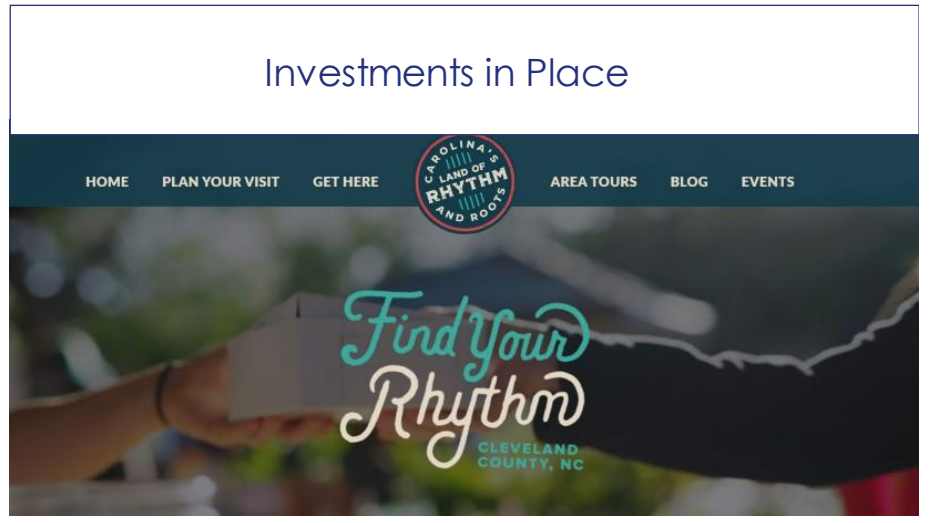 Investments in Place
HOME PLAN YOUR VISIT GET HERE
CAROLINA'S
LAND OF
RHYTHM
AND ROOTS
AREA TOURS BLOG EVENTS
Find Your
Rhythm
CLEVELAND
COUNTY, NC